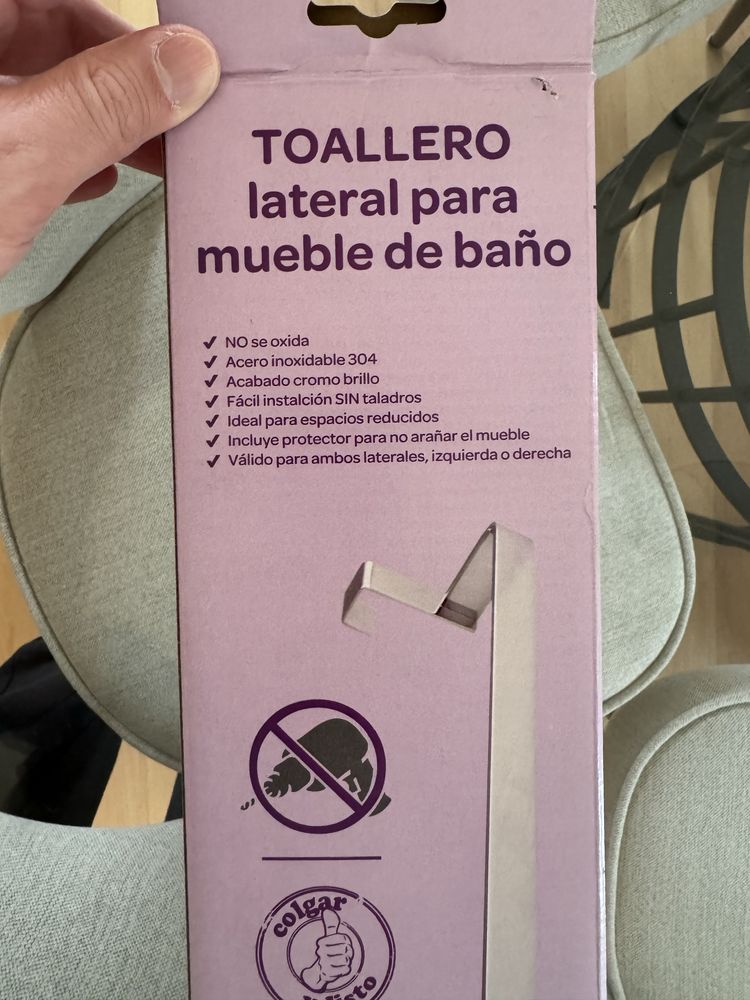 TOALLERO
lateral para
mueble de baño
✔ NO se oxida
✔ Acero inoxidable 304
✔ Acabado cromo brillo
✔ Fácil instalción SIN taladros
✔ Ideal para espacios reducidos
✔ Incluye protector para no arañar el mueble
✔ Válido para ambos laterales, izquierda o derecha
colgar
listo